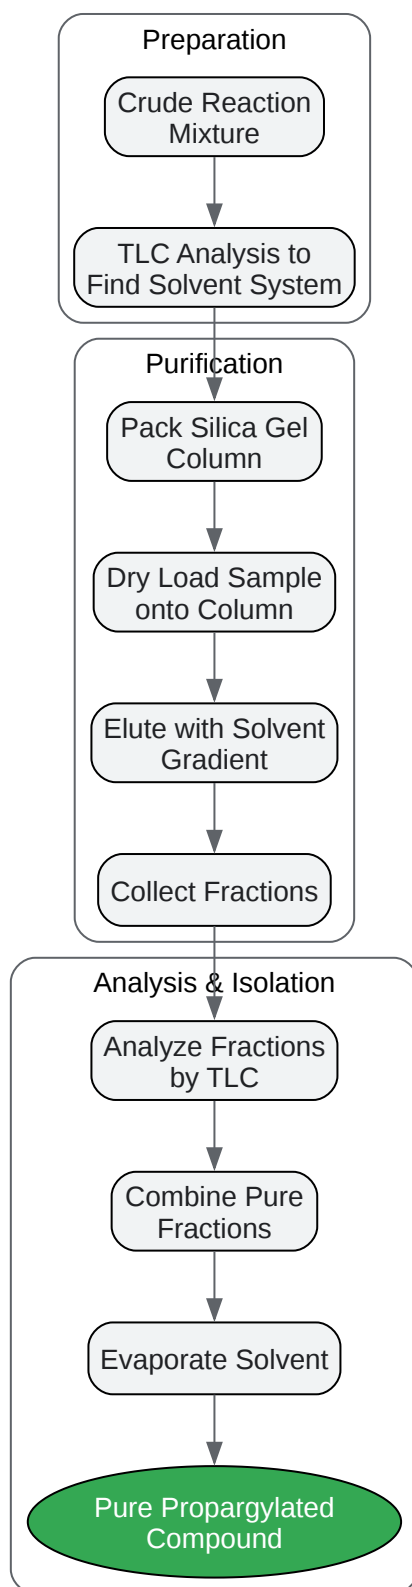 Preparation
Crude Reaction
Mixture
TLC Analysis to
Find Solvent System
Purification
Pack Silica Gel
Column
Dry Load Sample
onto Column
Elute with Solvent
Gradient
Collect Fractions
Analysis & Isolation
Analyze Fractions
by TLC
Combine Pure
Fractions
Evaporate Solvent
Pure Propargylated
Compound